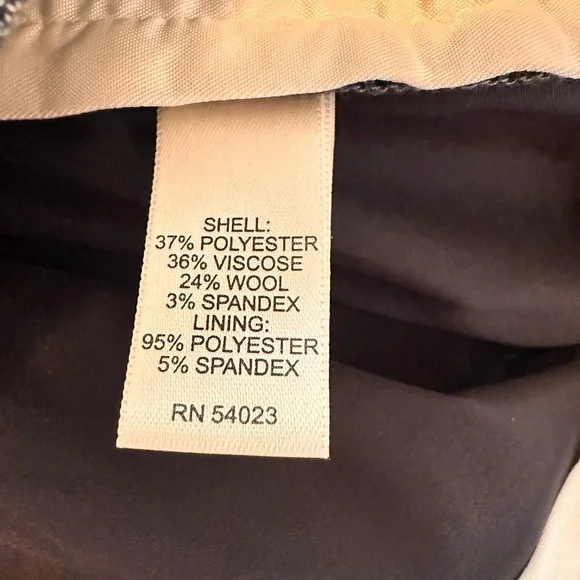 SHELL:
37% POLYESTER
36% VISCOSE
24% WOOL
3% SPANDEX
LINING:
95% POLYESTER
5% SPANDEX
RN 54023